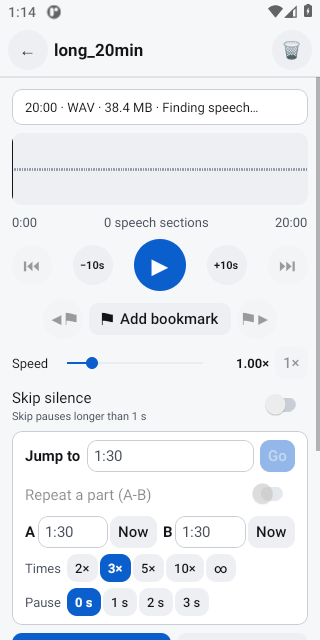 1:14
← long_20min
20:00 · WAV · 38.4 MB · Finding speech…
0:00 0 speech sections 20:00
−10s +10s
Add bookmark
Speed 1.00× 1×
Skip silence
Skip pauses longer than 1 s
Jump to 1:30 Go
Repeat a part (A-B)
A 1:30 Now B 1:30 Now
Times 2× 3× 5× 10× ∞
Pause 0 s 1 s 2 s 3 s